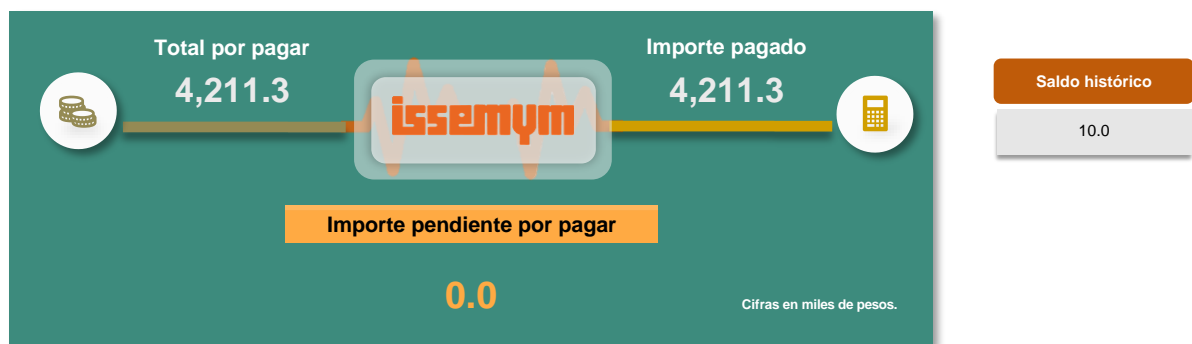 Total por pagar
4,211.3
issemym
Importe pagado
4,211.3
Importe pendiente por pagar
0.0
Cifras en miles de pesos.
Saldo histórico
10.0